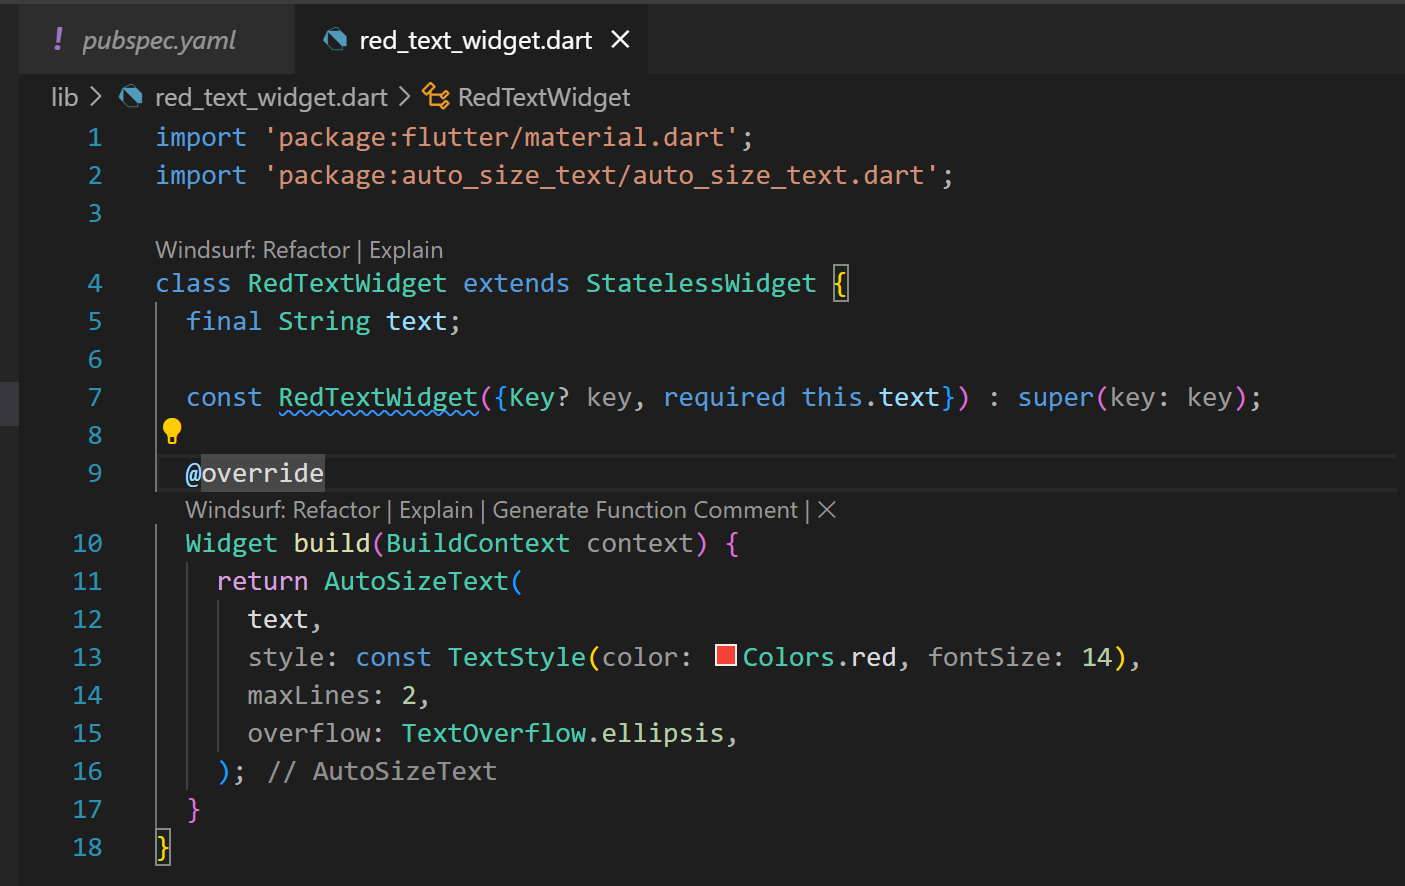 ! pubspec.yaml red_text_widget.dart ×
lib > red_text_widget.dart > RedTextWidget
1 import 'package:flutter/material.dart';
2 import 'package:auto_size_text/auto_size_text.dart';
3
Windsurf: Refactor | Explain
4 class RedTextWidget extends StatelessWidget {
5 final String text;
6
7 const RedTextWidget({Key? key, required this.text}) : super(key: key);
8
9 @override
Windsurf: Refactor | Explain | Generate Function Comment | ×
10 Widget build(BuildContext context) {
11 return AutoSizeText(
12 text,
13 style: const TextStyle(color: Colors.red, fontSize: 14),
14 maxLines: 2,
15 overflow: TextOverflow.ellipsis,
16 ); // AutoSizeText
17 }
18 }